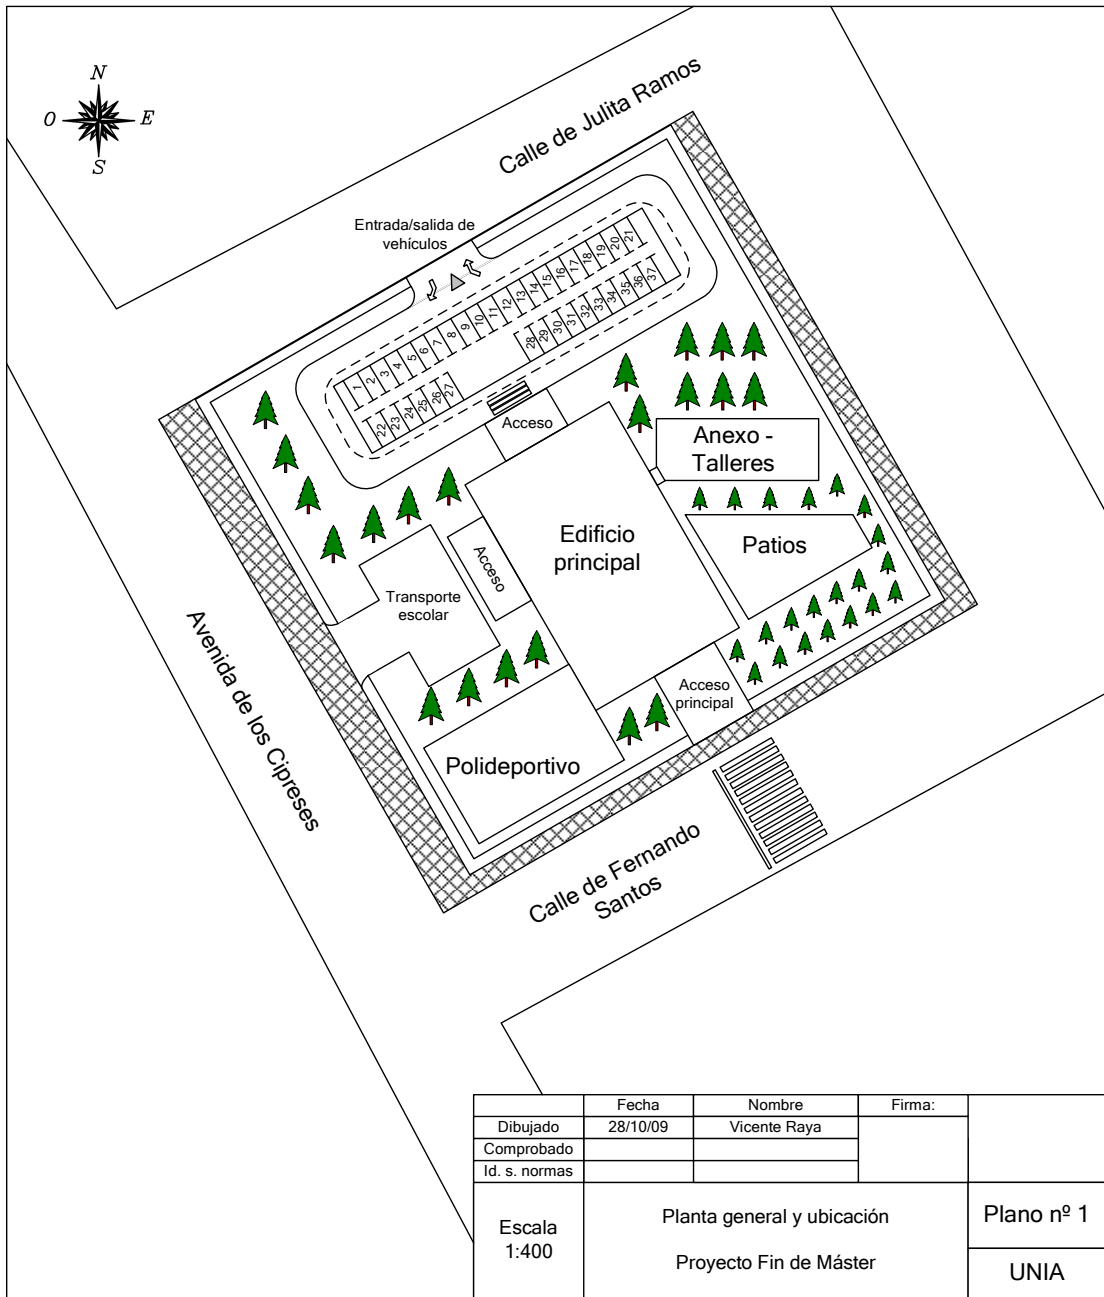 N
O
E
S
Calle de Julita Ramos
Entrada/salida de
vehículos
1
2
3
4
5
6
7
8
9
10
11
12
13
14
15
16
17
18
19
20
21
22
23
24
25
26
27
28
29
30
31
32
33
34
35
36
37
Acceso
Anexo -
Talleres
Edificio
principal
Patios
Acceso
Transporte
escolar
Avenida de los Cipreses
Acceso
principal
Polideportivo
Calle de Fernando
Santos
Fecha
Nombre
Firma:
Dibujado
28/10/09
Vicente Raya
Comprobado
Id. s. normas
Escala
1:400
Planta general y ubicación
Proyecto Fin de Máster
Plano nº 1
UNIA